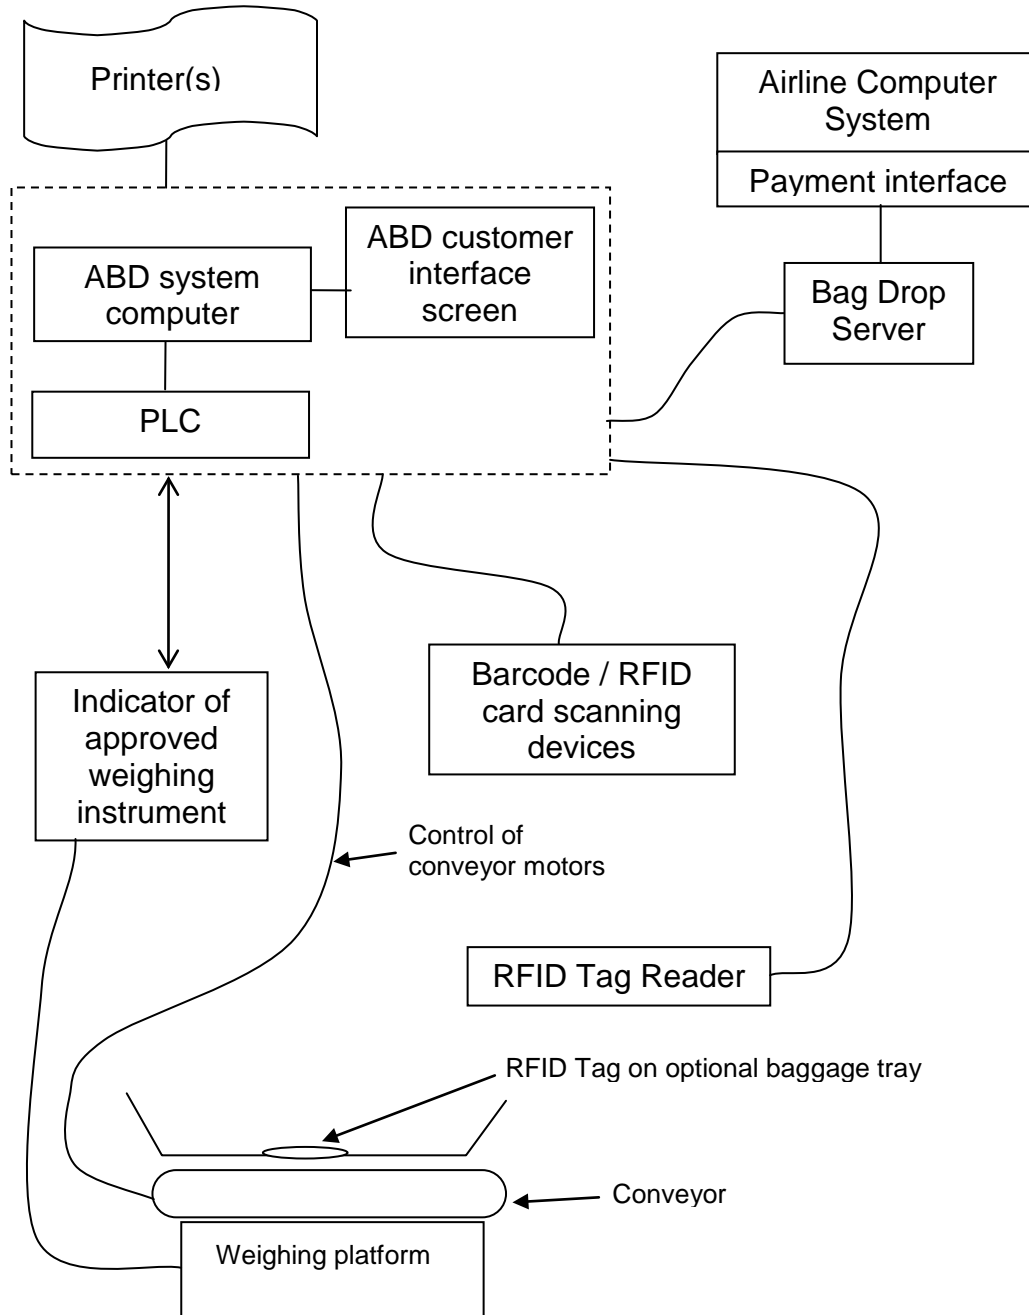 Printer(s)
Airline Computer
System
Payment interface
ABD customer
interface
screen
ABD system
computer
Bag Drop
Server
PLC
Indicator of
approved
weighing
instrument
Barcode / RFID
card scanning
devices
Control of
conveyor motors
RFID Tag Reader
RFID Tag on optional baggage tray
Conveyor
Weighing platform